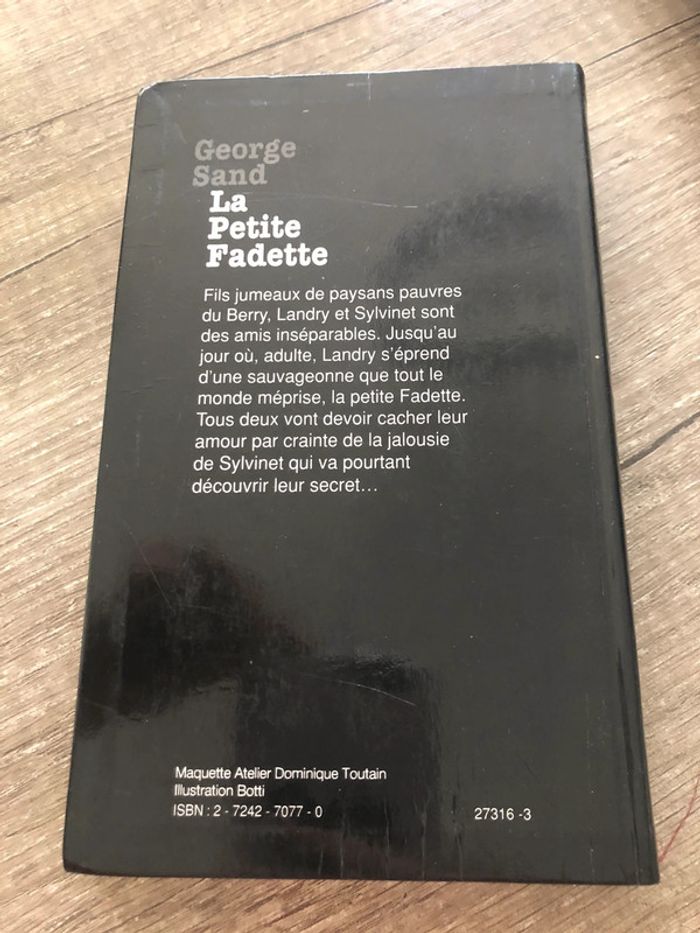 George
Sand
La
Petite
Fadette
Fils jumeaux de paysans pauvres
du Berry, Landry et Sylvinet sont
des amis inséparables. Jusqu'au
jour où, adulte, Landry s'éprend
d'une sauvageonne que tout le
monde méprise, la petite Fadette.
Tous deux vont devoir cacher leur
amour par crainte de la jalousie
de Sylvinet qui va pourtant
découvrir leur secret...
Maquette Atelier Dominique Toutain
Illustration Botti
ISBN : 2 - 7242 - 7077 - 0 27316 -3